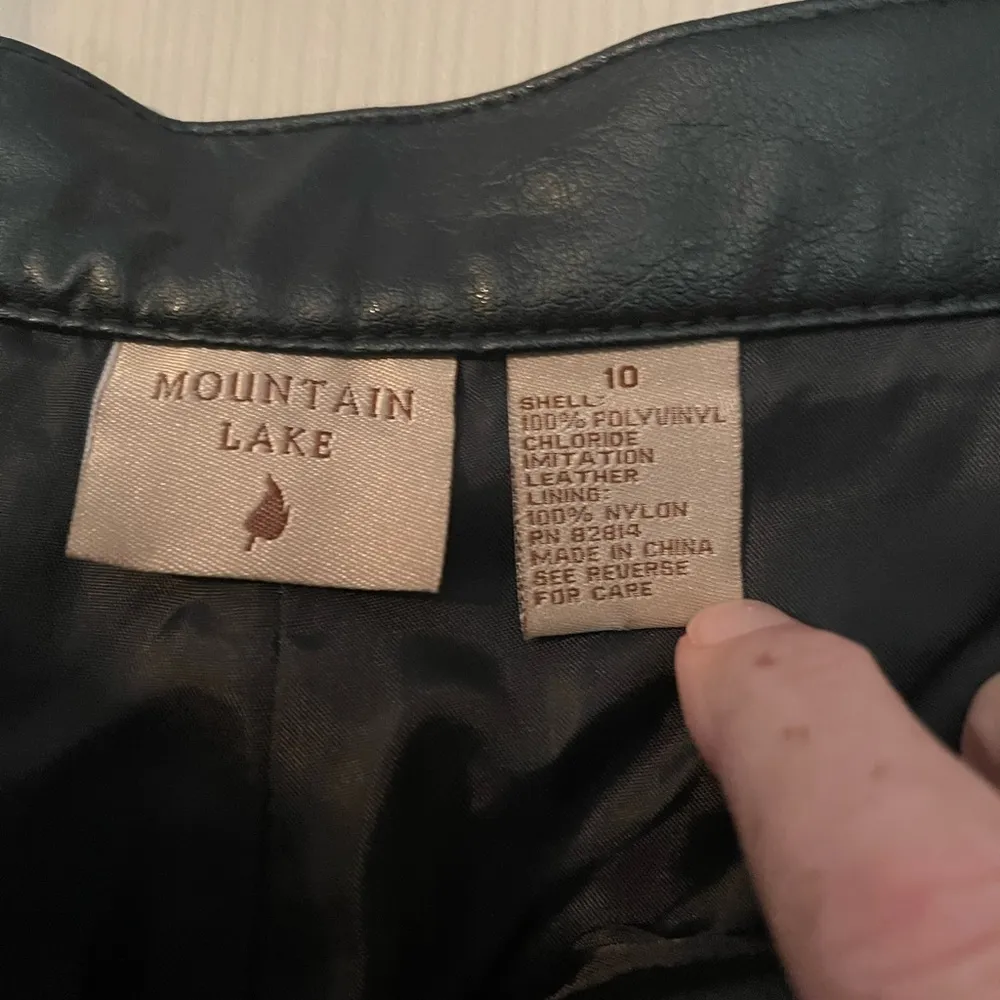 MOUNTAIN
LAKE
10
SHELL:
100% POLYVINYL
CHLORIDE
IMITATION
LEATHER
LINING:
100% NYLON
RN 82814
MADE IN CHINA
SEE REVERSE
FOR CARE